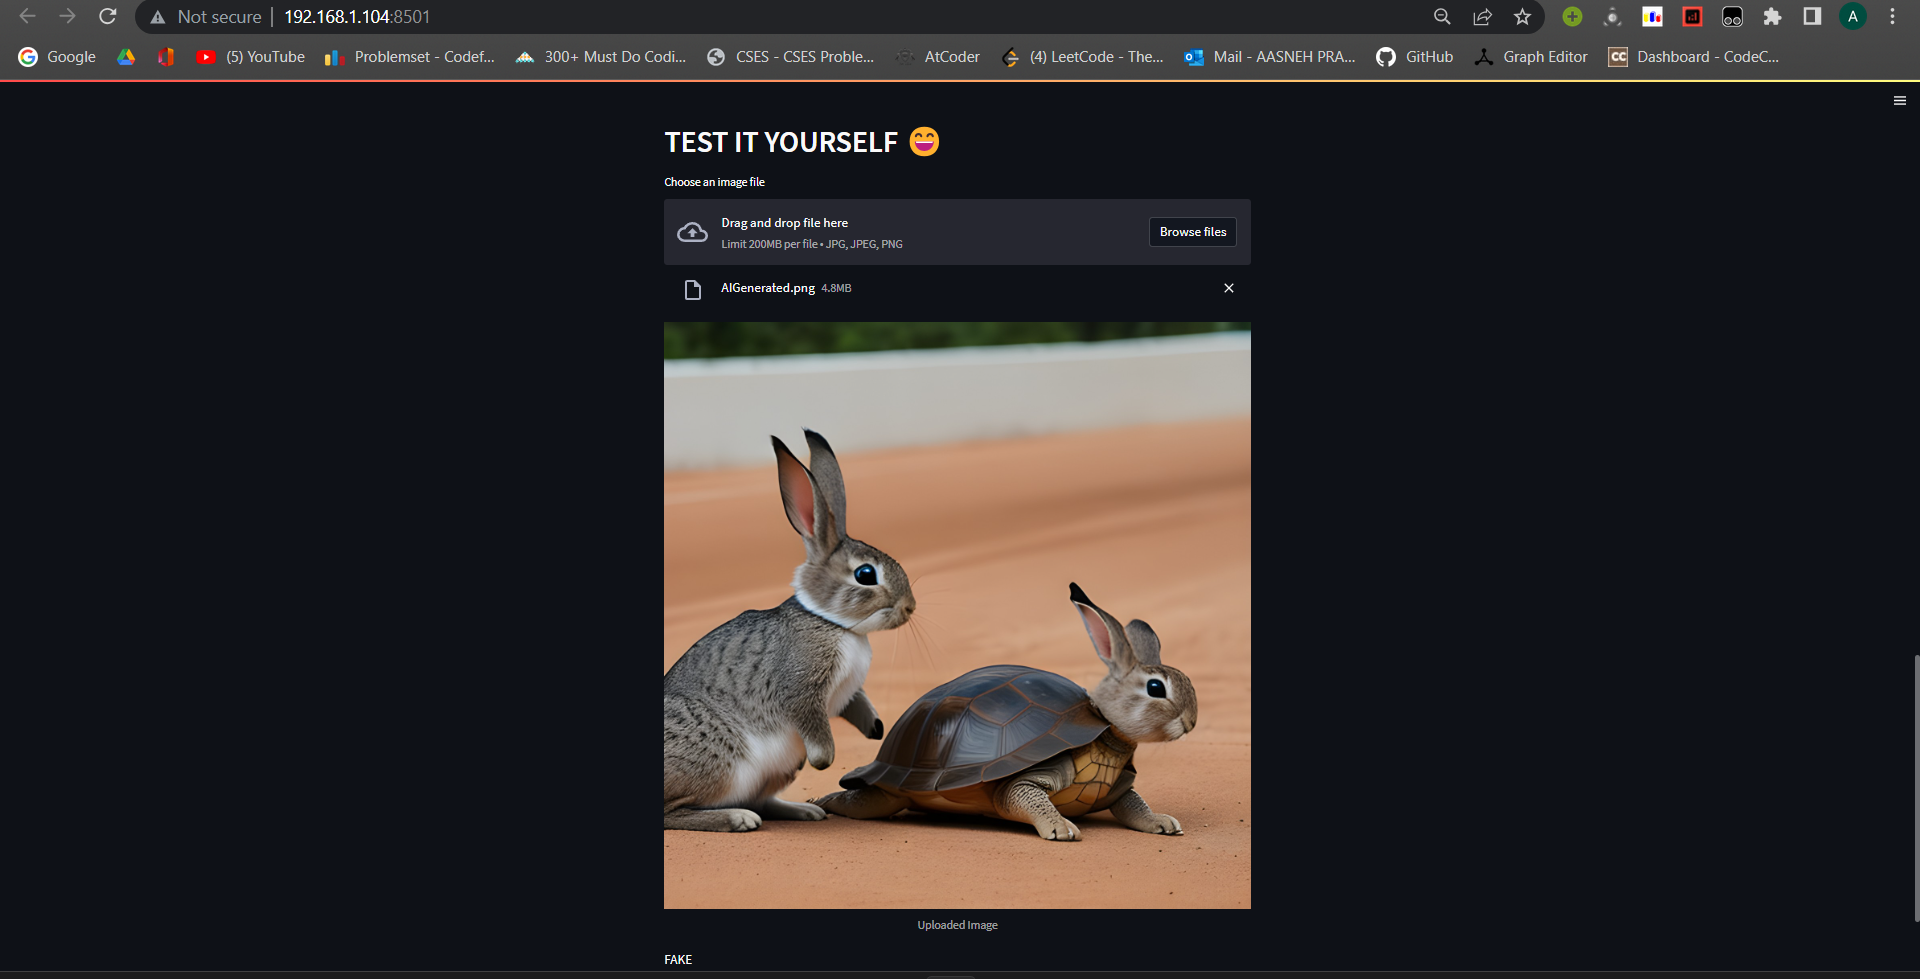 Not secure | 192.168.1.104:8501
A
Google
(5) YouTube
Problemset - Codef...
300+ Must Do Codi...
CSES - CSES Proble...
AtCoder
(4) LeetCode - The...
Mail - AASNEH PRA...
GitHub
Graph Editor
CC
Dashboard - CodeC...
TEST IT YOURSELF 😄
Choose an image file
Drag and drop file here
Limit 200MB per file • JPG, JPEG, PNG
Browse files
AIGenerated.png 4.8MB
Uploaded Image
FAKE